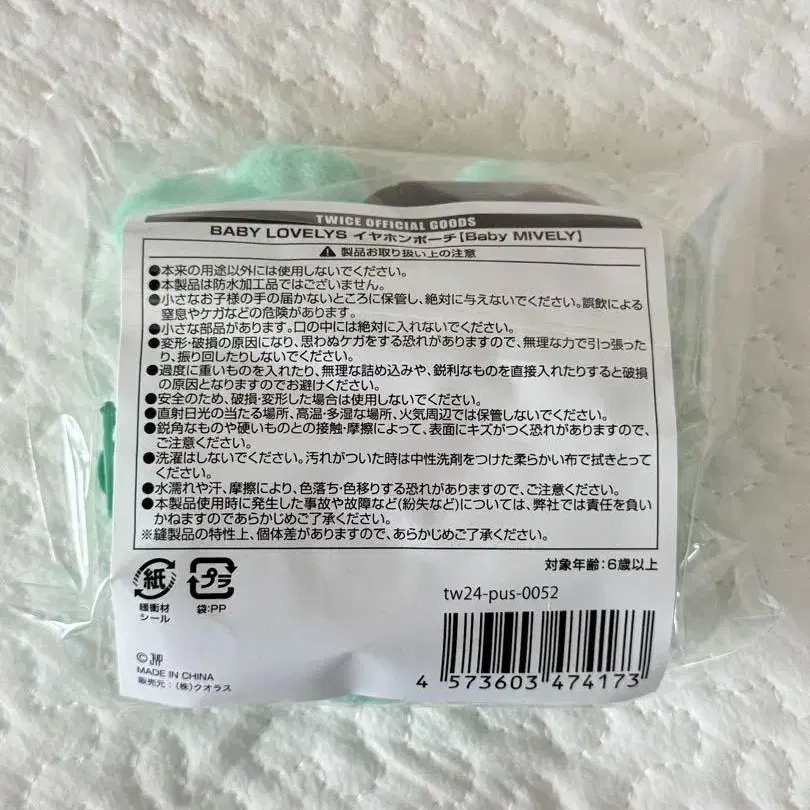 TWICE OFFICIAL GOODS
BABY LOVELYS イヤホンポーチ[Baby MIVELY]
⚠ 製品お取り扱い上の注意
●本来の用途以外には使用しないでください。
●本製品は防水加工品ではございません。
●小さなお子様の手の届かないところに保管し、絶対に与えないでください。誤飲による
窒息やケガなどの危険があります。
●小さな部品があります。口の中には絶対に入れないでください。
●変形・破損の原因になり、思わぬケガをする恐れがありますので、無理な力で引っ張った
り、振り回したりしないでください。
●過度に重いものを入れたり、無理な詰め込みや、鋭利なものを直接入れたりすると破損
の原因となりますのでお避けください。
●安全のため、破損・変形した場合は使用しないでください。
●直射日光の当たる場所、高温・多湿な場所、火気周辺では保管しないでください。
●鋭角なものや硬いものとの接触・摩擦によって、表面にキズがつく恐れがありますので、
ご注意ください。
●洗濯はしないでください。汚れがついた時は中性洗剤をつけた柔らかい布で拭きとって
ください。
●水濡れや汗、摩擦により、色落ち・色移りする恐れがありますので、ご注意ください。
●本製品使用時に発生した事故や故障など(紛失など)については、弊社では責任を負い
かねますのであらかじめご了承ください。
※縫製品の特性上、個体差がありますので、あらかじめご了承ください。
対象年齢:6歳以上
紙 プラ
緩衝材 袋:PP
シール
tw24-pus-0052
©JYP
MADE IN CHINA
販売元:(株)クオラス
4 573603 474173